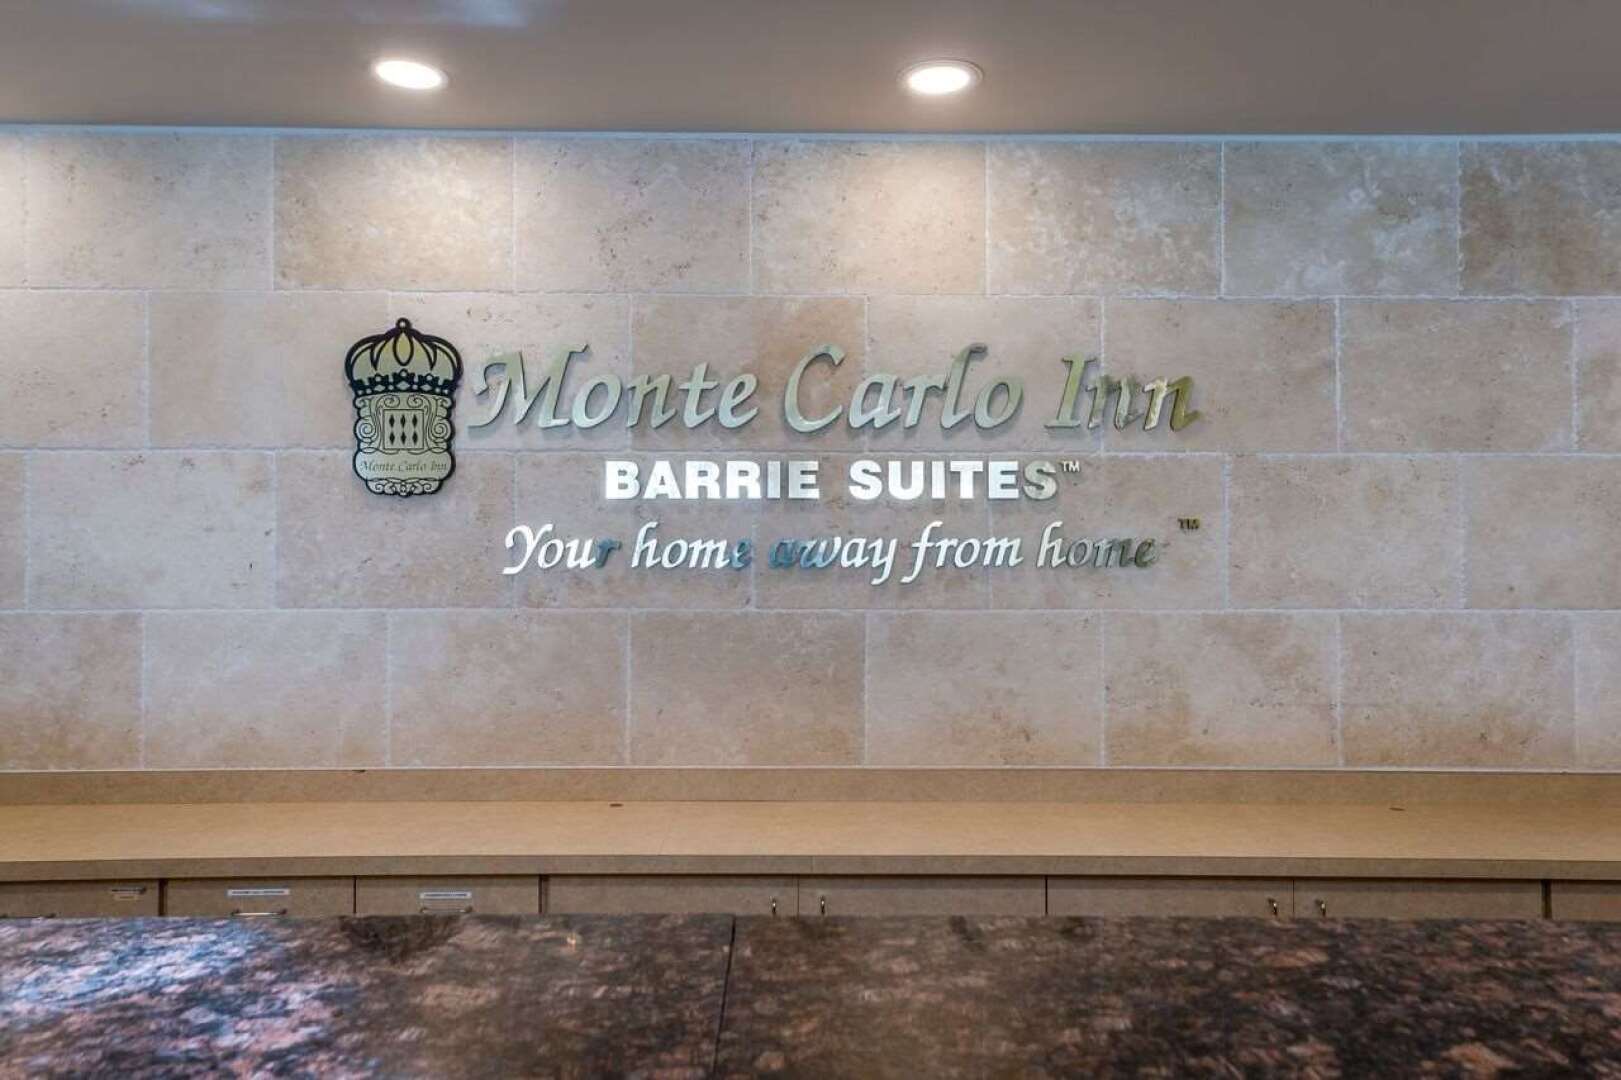 Monte Carlo Inn
Monte Carlo Inn
BARRIE SUITES™
Your home away from home™